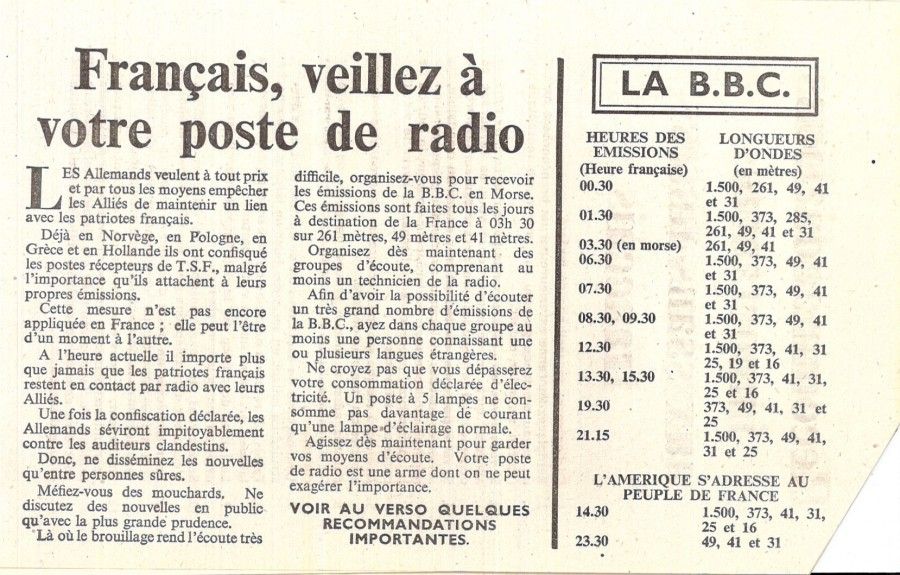 Français, veillez à
votre poste de radio
LES Allemands veulent à tout prix
et par tous les moyens empêcher
les Alliés de maintenir un lien
avec les patriotes français.
Déjà en Norvège, en Pologne, en
Grèce et en Hollande ils ont confisqué
les postes récepteurs de T.S.F., malgré
l'importance qu'ils attachent à leurs
propres émissions.
Cette mesure n'est pas encore
appliquée en France ; elle peut l'être
d'un moment à l'autre.
A l'heure actuelle il importe plus
que jamais que les patriotes français
restent en contact par radio avec leurs
Alliés.
Une fois la confiscation déclarée, les
Allemands séviront impitoyablement
contre les auditeurs clandestins.
Donc, ne disséminez les nouvelles
qu'entre personnes sûres.
Méfiez-vous des mouchards. Ne
discutez des nouvelles en public
qu'avec la plus grande prudence.
Là où le brouillage rend l'écoute très
difficile, organisez-vous pour recevoir
les émissions de la B.B.C. en Morse.
Ces émissions sont faites tous les jours
à destination de la France à 03h 30
sur 261 mètres, 49 mètres et 41 mètres.
Organisez dès maintenant des
groupes d'écoute, comprenant au
moins un technicien de la radio.
Afin d'avoir la possibilité d'écouter
un très grand nombre d'émissions de
la B.B.C., ayez dans chaque groupe au
moins une personne connaissant une
ou plusieurs langues étrangères.
Ne croyez pas que vous dépasserez
votre consommation déclarée d'élec-
tricité. Un poste à 5 lampes ne con-
somme pas davantage de courant
qu'une lampe d'éclairage normale.
Agissez dès maintenant pour garder
vos moyens d'écoute. Votre poste
de radio est une arme dont on ne peut
exagérer l'importance.
VOIR AU VERSO QUELQUES
RECOMMANDATIONS
IMPORTANTES.
LA B.B.C.
HEURES DES EMISSIONS
(Heure française)
LONGUEURS D'ONDES
(en mètres)
00.30 1.500, 261, 49, 41
et 31
01.30 1.500, 373, 285,
261, 49, 41 et 31
03.30 (en morse) 261, 49, 41
06.30 1.500, 373, 49, 41
et 31
07.30 1.500, 373, 49, 41
et 31
08.30, 09.30 1.500, 373, 49, 41
et 31
12.30 1.500, 373, 41, 31
25, 19 et 16
13.30, 15.30 1.500, 373, 41, 31,
25 et 16
19.30 373, 49, 41, 31 et
25
21.15 1.500, 373, 49, 41,
31 et 25
L'AMERIQUE S'ADRESSE AU
PEUPLE DE FRANCE
14.30 1.500, 373, 41, 31,
25 et 16
23.30 49, 41 et 31